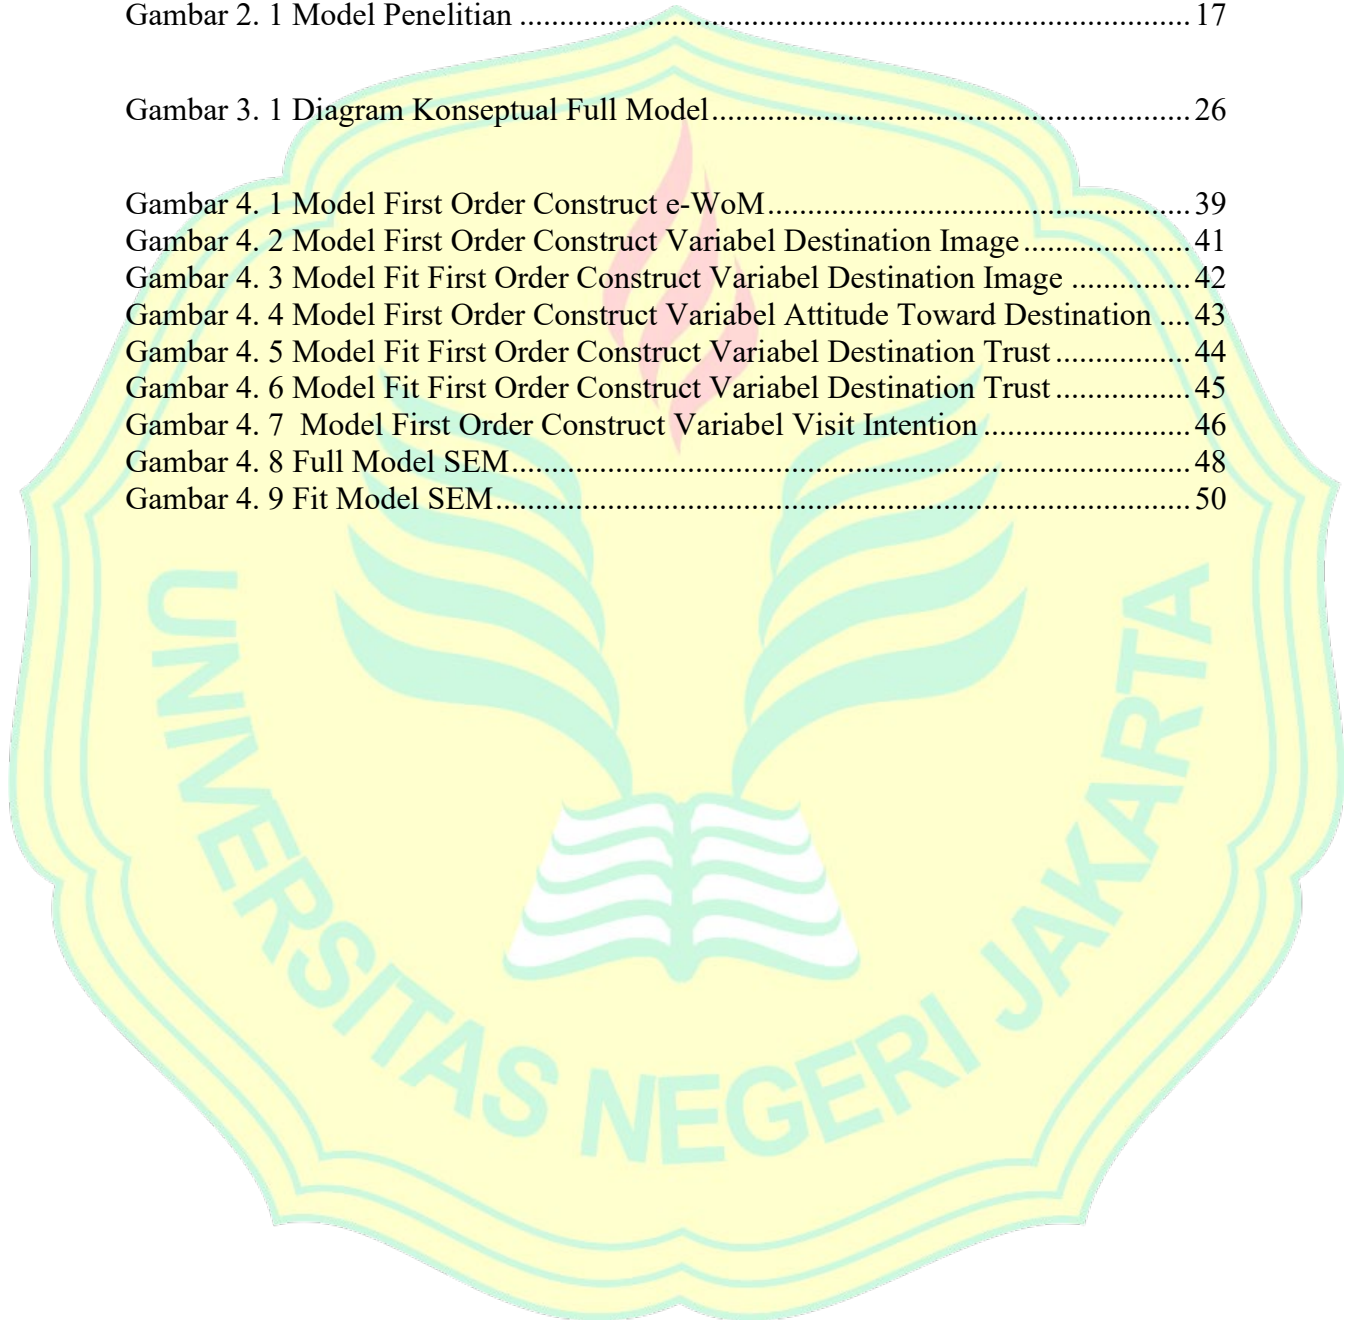 Gambar 2. 1 Model Penelitian ................................................................................ 17
Gambar 3. 1 Diagram Konseptual Full Model.......................................................... 26
Gambar 4. 1 Model First Order Construct e-WoM................................................... 39
Gambar 4. 2 Model First Order Construct Variabel Destination Image .................... 41
Gambar 4. 3 Model Fit First Order Construct Variabel Destination Image .............. 42
Gambar 4. 4 Model First Order Construct Variabel Attitude Toward Destination .... 43
Gambar 4. 5 Model Fit First Order Construct Variabel Destination Trust ................ 44
Gambar 4. 6 Model Fit First Order Construct Variabel Destination Trust ................ 45
Gambar 4. 7 Model First Order Construct Variabel Visit Intention ......................... 46
Gambar 4. 8 Full Model SEM.................................................................................. 48
Gambar 4. 9 Fit Model SEM.................................................................................... 50
UNIVERSITAS NEGERI JAKARTA